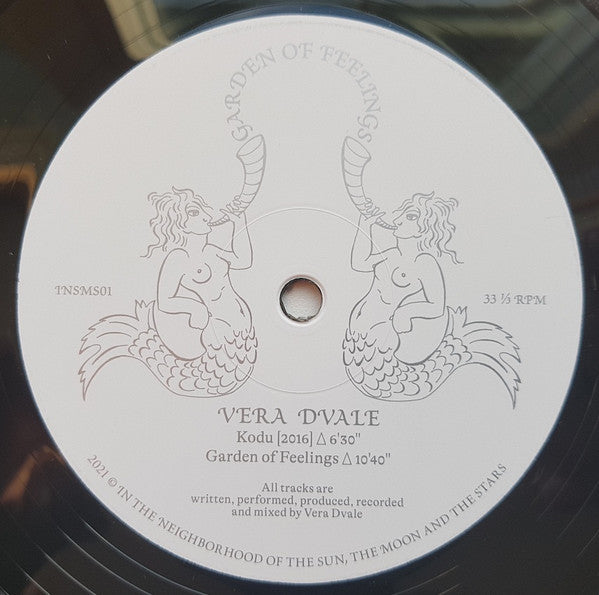 GARDEN OF FEELINGS
INSMS01
33 ⅓ RPM
VERA DVALE
Kodu [2016] Δ 6'30"
Garden of Feelings Δ 10'40"
All tracks are
written, performed, produced, recorded
and mixed by Vera Dvale
2021 © IN THE NEIGHBORHOOD OF THE SUN, THE MOON AND THE STARS